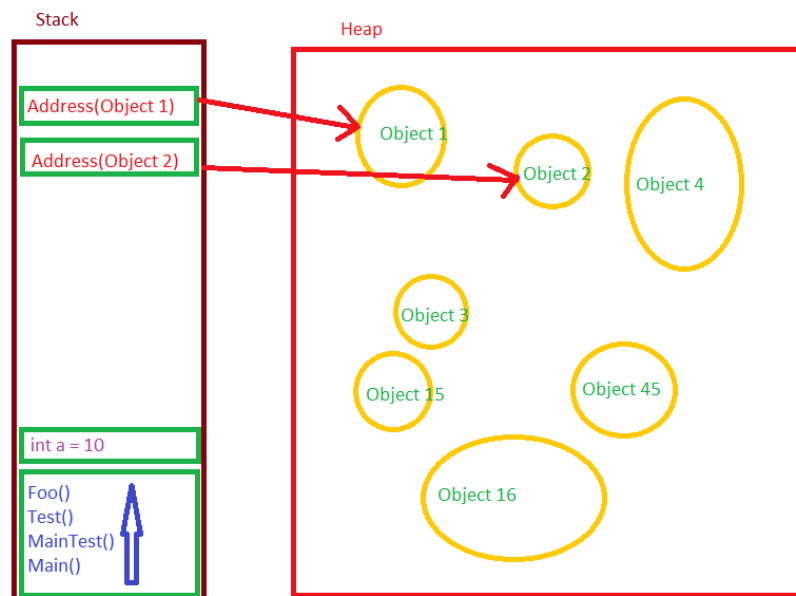 Stack
Heap
Address(Object 1)
Address(Object 2)
int a = 10
Foo()
Test()
MainTest()
Main()
Object 1
Object 2
Object 4
Object 3
Object 15
Object 45
Object 16